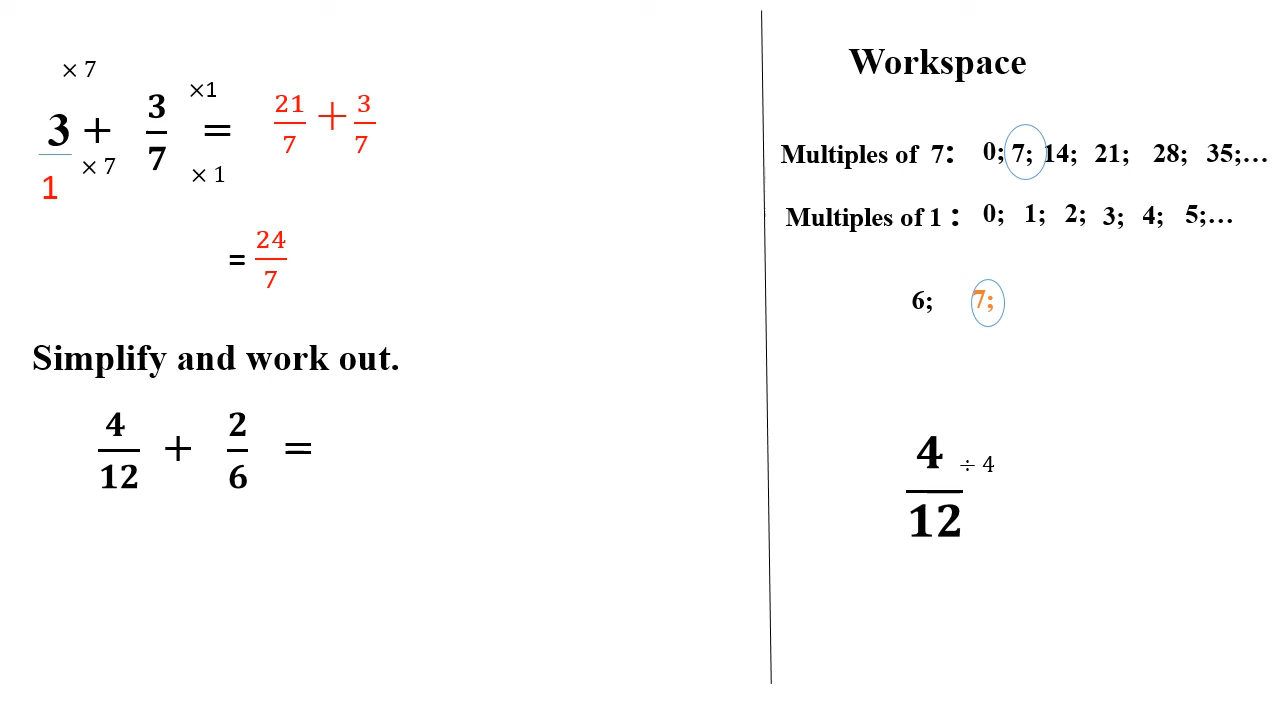 × 7
×1
3 + 3/7 = 21/7 + 3/7
1
× 7
× 1
= 24/7
Simplify and work out.
4/12 + 2/6 =
Workspace
Multiples of 7: 0; 7; 14; 21; 28; 35;…
Multiples of 1 : 0; 1; 2; 3; 4; 5;…
6; 7;
4/12 ÷ 4